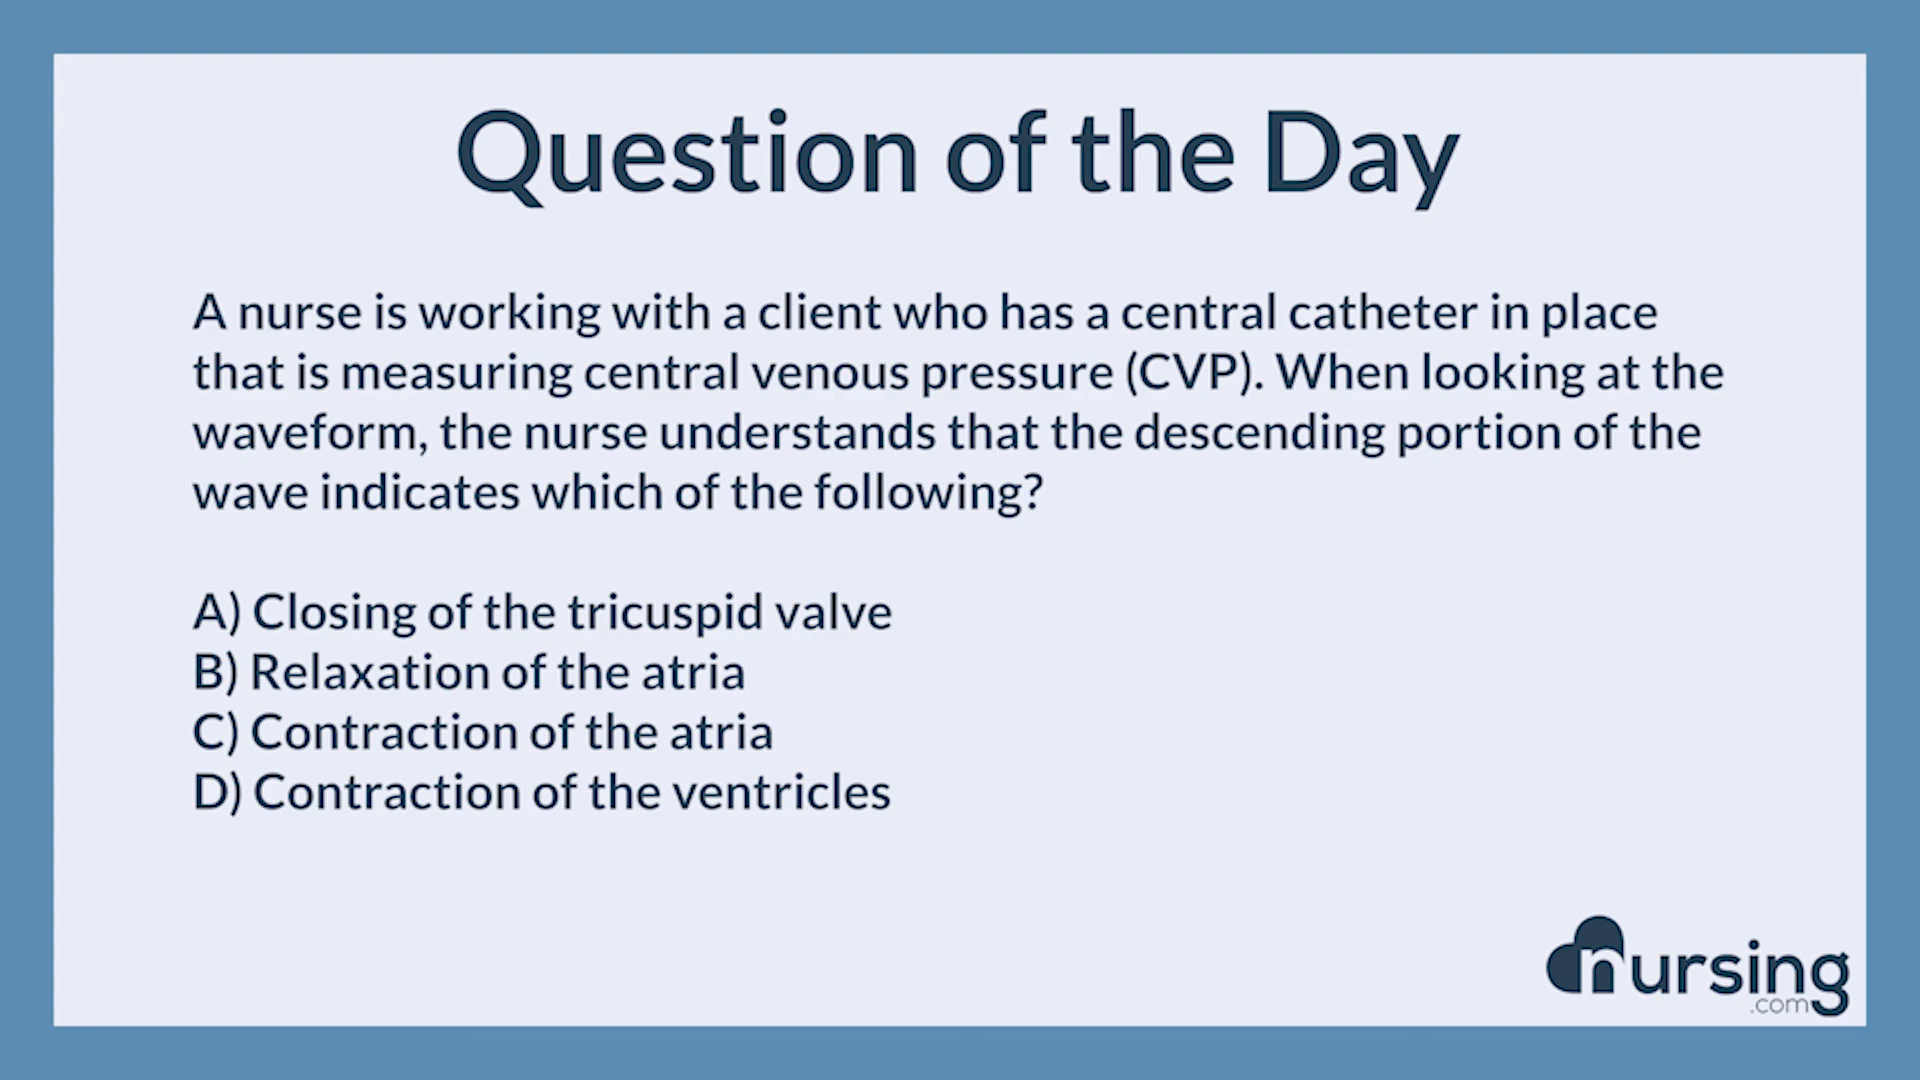 Question of the Day
A nurse is working with a client who has a central catheter in place
that is measuring central venous pressure (CVP). When looking at the
waveform, the nurse understands that the descending portion of the
wave indicates which of the following?
A) Closing of the tricuspid valve
B) Relaxation of the atria
C) Contraction of the atria
D) Contraction of the ventricles
nursing
.com